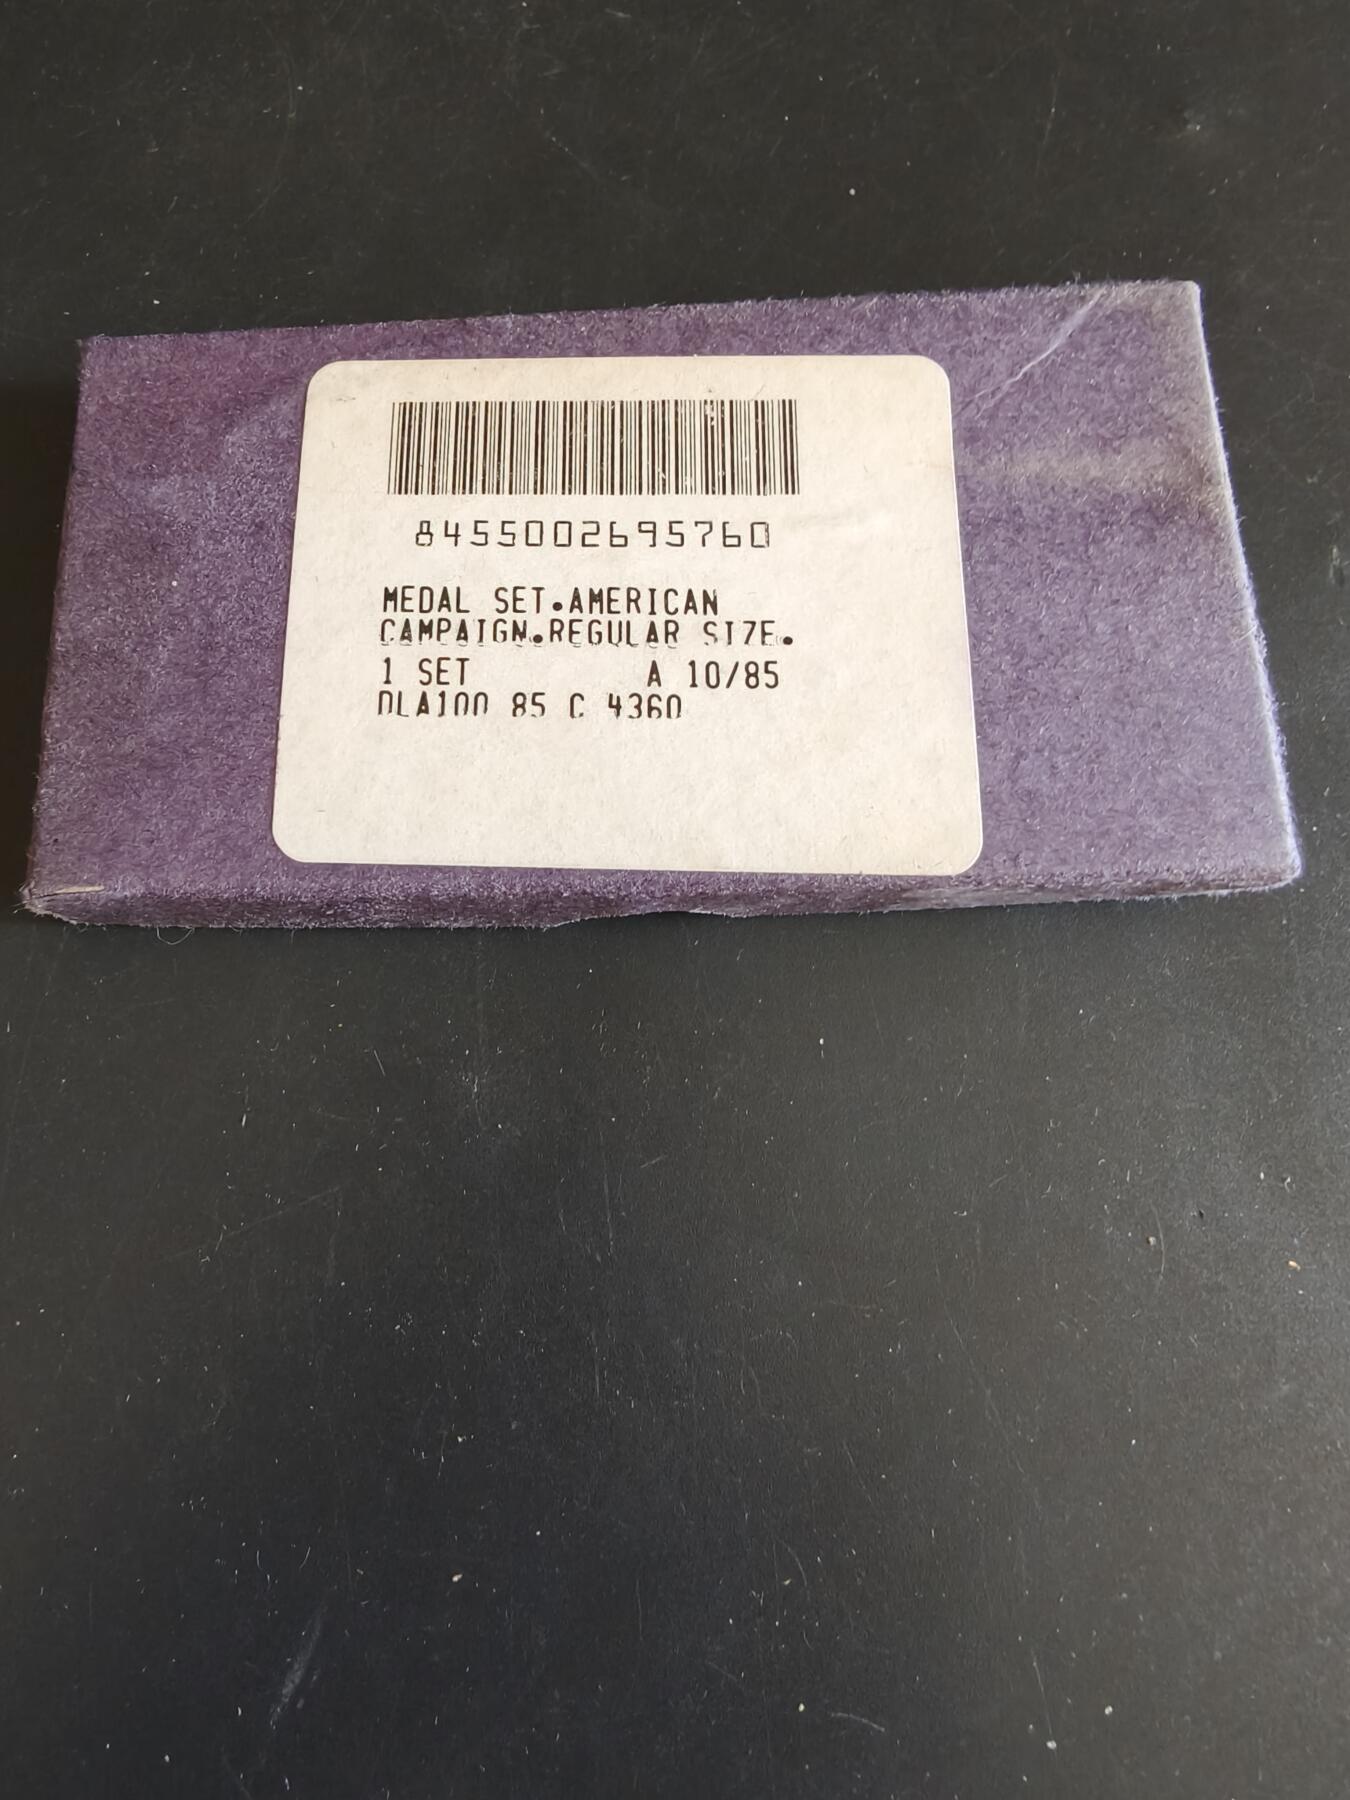 8455002695760
MEDAL SET.AMERICAN
CAMPAIGN.REGULAR SIZE.
1 SET A 10/85
DLA100 85 C 4360